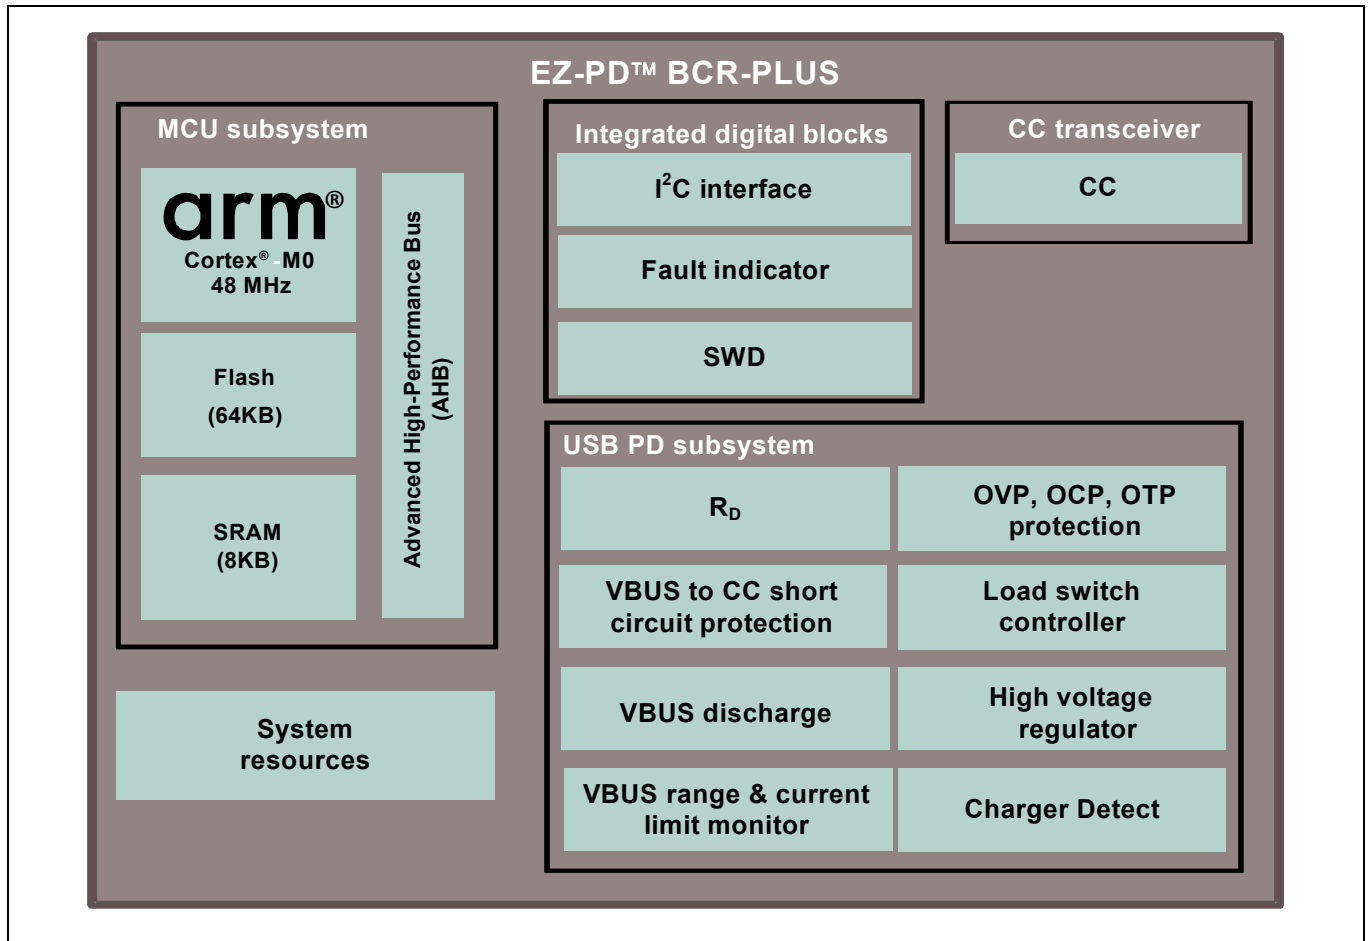 EZ-PD™ BCR-PLUS
MCU subsystem
arm®
Cortex®-M0
48 MHz
Flash
(64KB)
SRAM
(8KB)
Advanced High-Performance Bus
(AHB)
System
resources
Integrated digital blocks
I²C interface
Fault indicator
SWD
CC transceiver
CC
USB PD subsystem
R_D
OVP, OCP, OTP
protection
VBUS to CC short
circuit protection
Load switch
controller
VBUS discharge
High voltage
regulator
VBUS range & current
limit monitor
Charger Detect